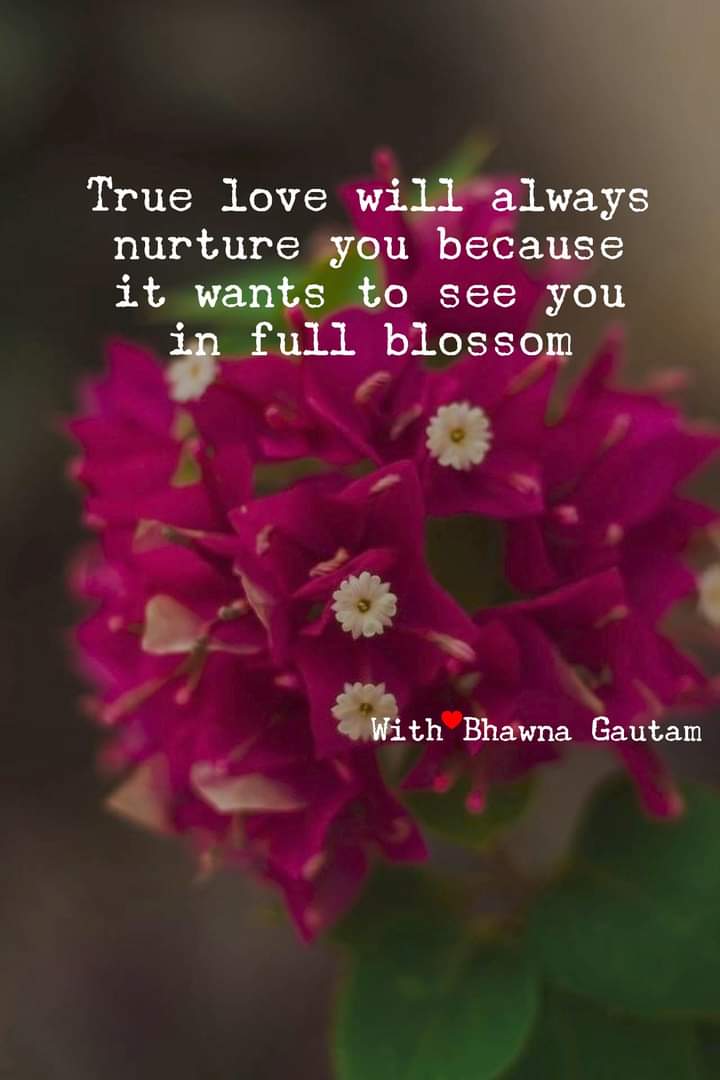 True love will always
nurture you because
it wants to see you
in full blossom
With❤Bhawna Gautam